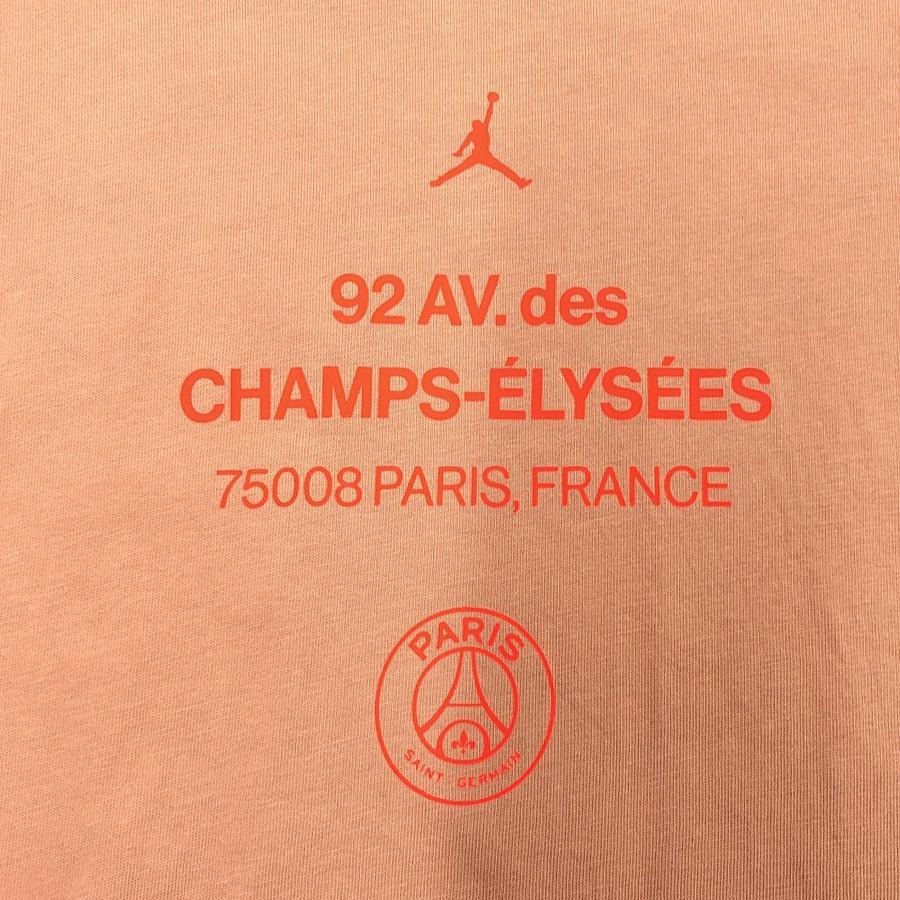 92 AV. des
CHAMPS-ÉLYSÉES
75008 PARIS, FRANCE
PARIS
SAINT · GERMAIN